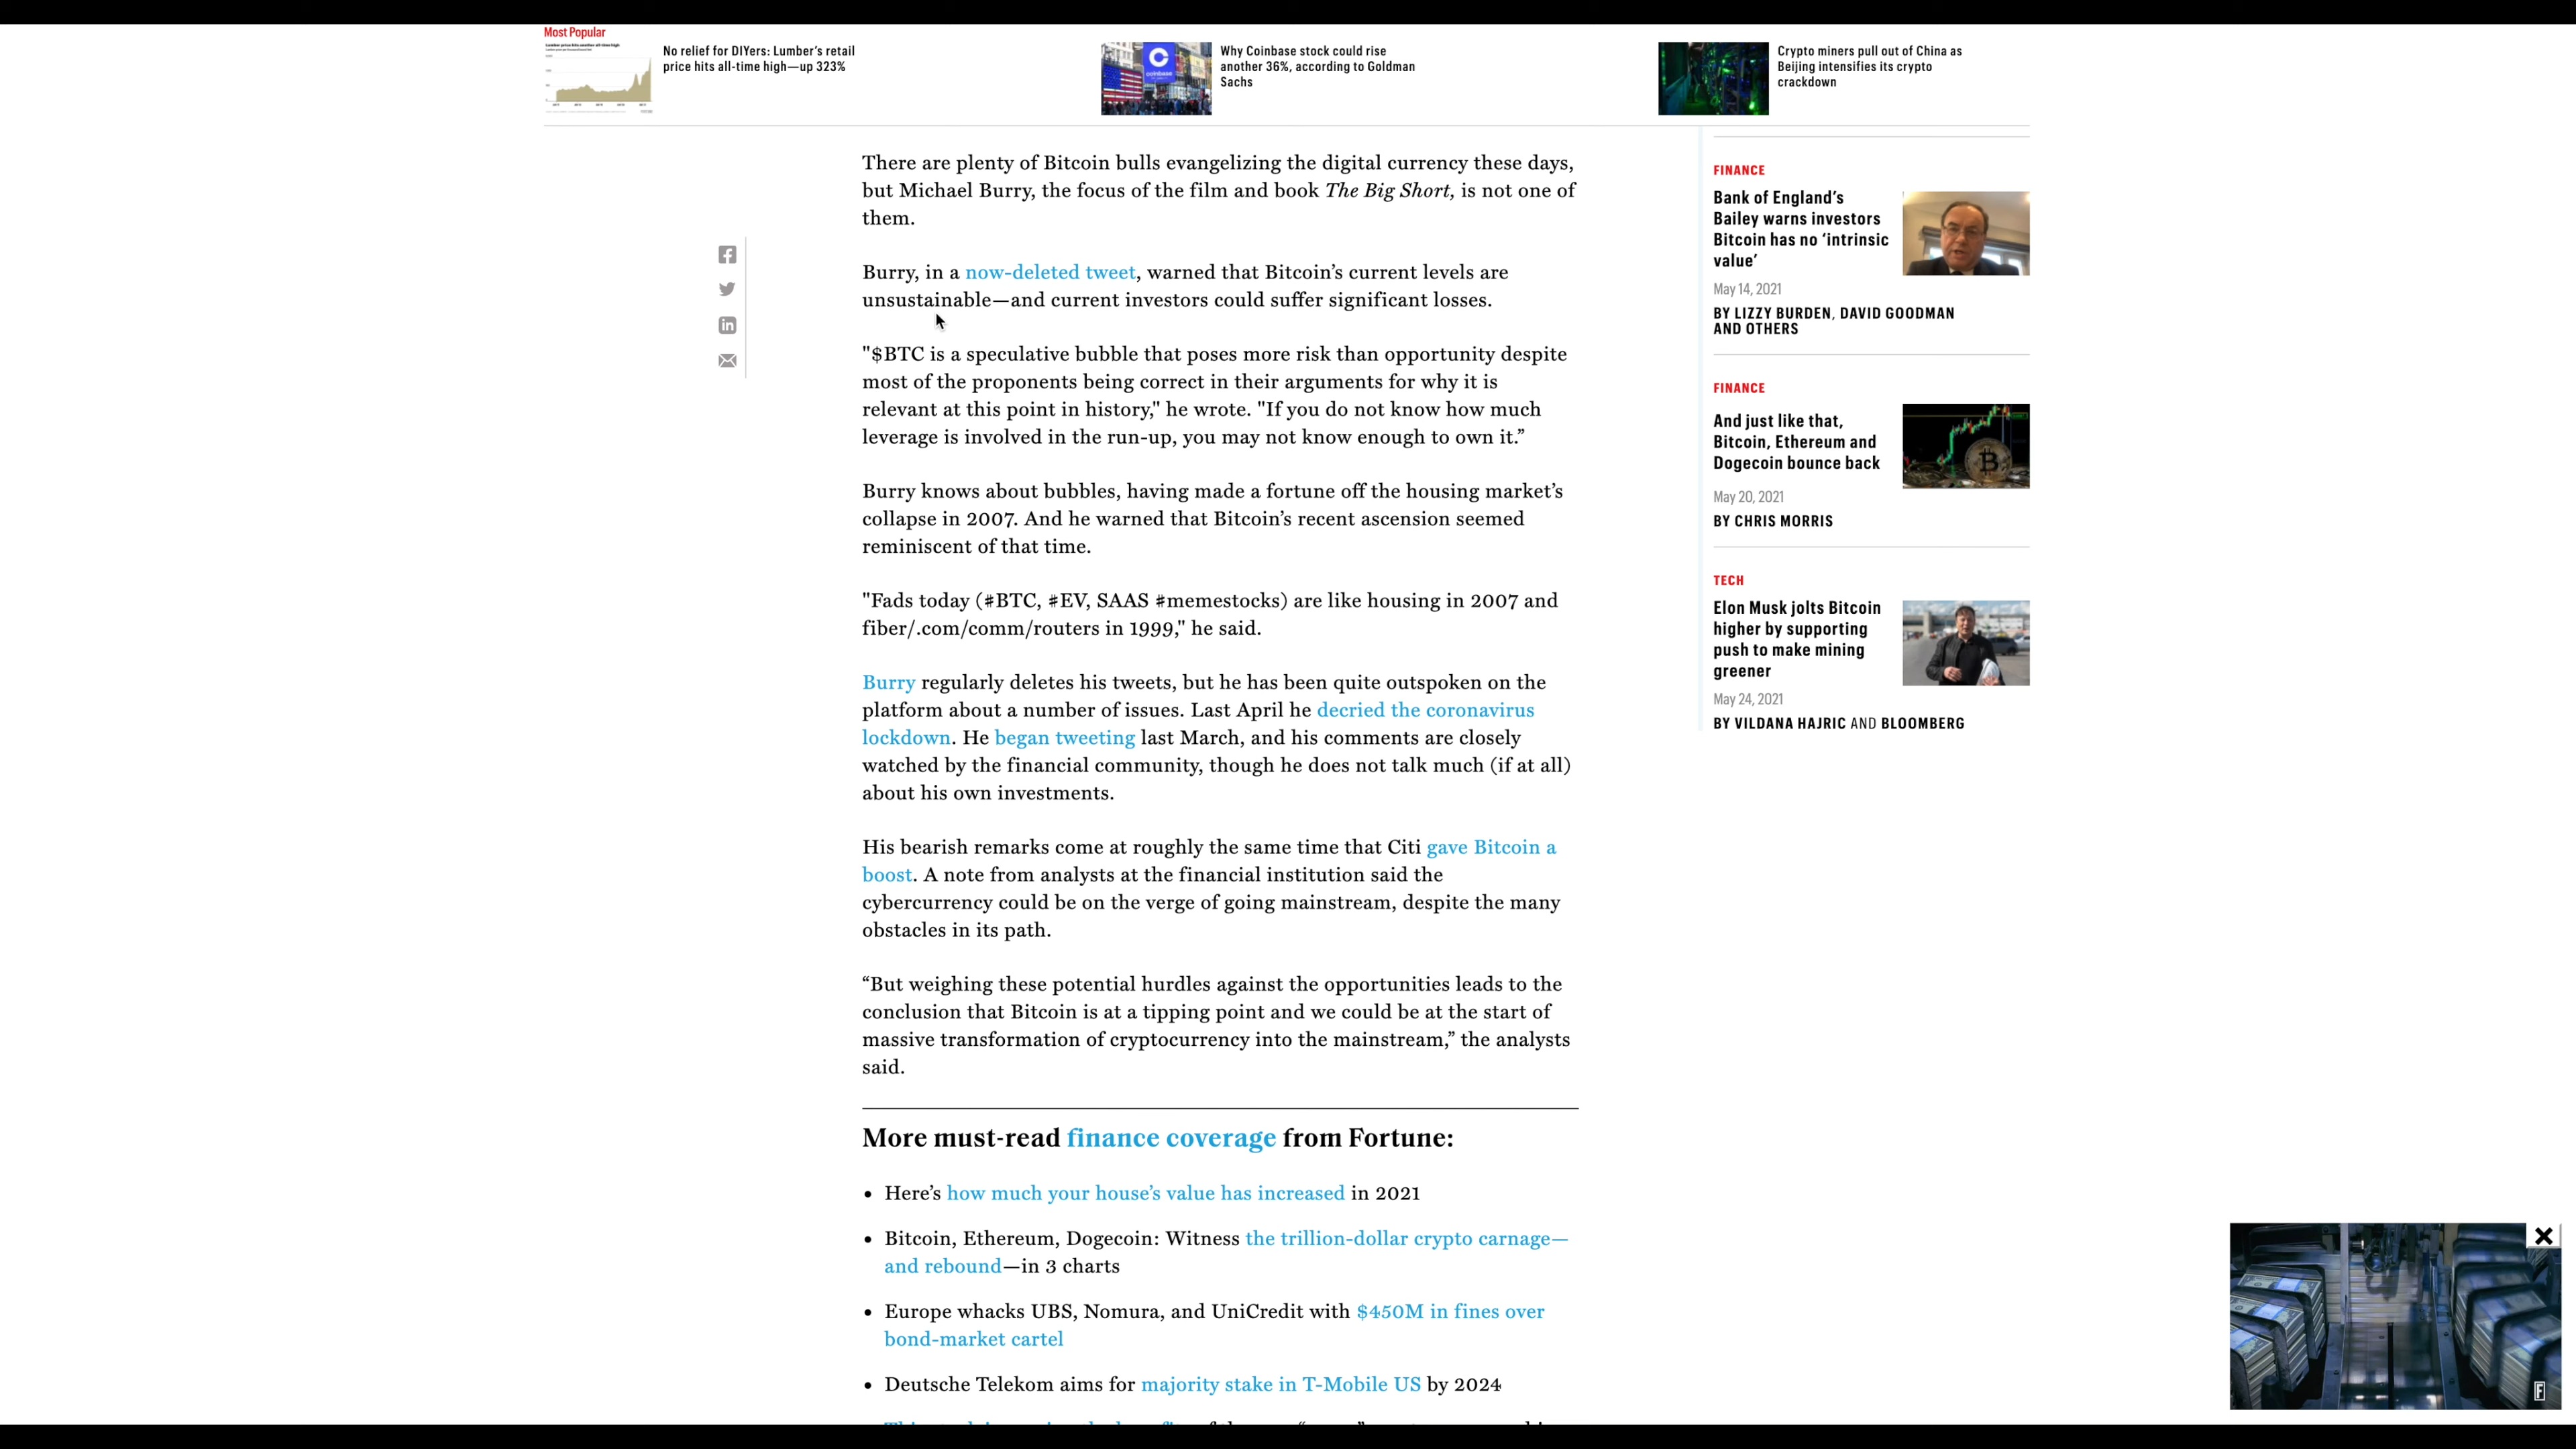 Most Popular
No relief for DIYers: Lumber's retail
price hits all-time high—up 323%
Why Coinbase stock could rise
another 36%, according to Goldman
Sachs
Crypto miners pull out of China as
Beijing intensifies its crypto
crackdown
There are plenty of Bitcoin bulls evangelizing the digital currency these days,
but Michael Burry, the focus of the film and book The Big Short, is not one of
them.
Burry, in a now-deleted tweet, warned that Bitcoin's current levels are
unsustainable—and current investors could suffer significant losses.
"$BTC is a speculative bubble that poses more risk than opportunity despite
most of the proponents being correct in their arguments for why it is
relevant at this point in history," he wrote. "If you do not know how much
leverage is involved in the run-up, you may not know enough to own it.”
Burry knows about bubbles, having made a fortune off the housing market's
collapse in 2007. And he warned that Bitcoin's recent ascension seemed
reminiscent of that time.
"Fads today (#BTC, #EV, SAAS #memestocks) are like housing in 2007 and
fiber/.com/comm/routers in 1999," he said.
Burry regularly deletes his tweets, but he has been quite outspoken on the
platform about a number of issues. Last April he decried the coronavirus
lockdown. He began tweeting last March, and his comments are closely
watched by the financial community, though he does not talk much (if at all)
about his own investments.
His bearish remarks come at roughly the same time that Citi gave Bitcoin a
boost. A note from analysts at the financial institution said the
cybercurrency could be on the verge of going mainstream, despite the many
obstacles in its path.
“But weighing these potential hurdles against the opportunities leads to the
conclusion that Bitcoin is at a tipping point and we could be at the start of
massive transformation of cryptocurrency into the mainstream,” the analysts
said.
More must-read finance coverage from Fortune:
• Here's how much your house's value has increased in 2021
• Bitcoin, Ethereum, Dogecoin: Witness the trillion-dollar crypto carnage—
and rebound—in 3 charts
• Europe whacks UBS, Nomura, and UniCredit with $450M in fines over
bond-market cartel
• Deutsche Telekom aims for majority stake in T-Mobile US by 2024
FINANCE
Bank of England's
Bailey warns investors
Bitcoin has no ‘intrinsic
value’
May 14, 2021
BY LIZZY BURDEN, DAVID GOODMAN
AND OTHERS
FINANCE
And just like that,
Bitcoin, Ethereum and
Dogecoin bounce back
May 20, 2021
BY CHRIS MORRIS
TECH
Elon Musk jolts Bitcoin
higher by supporting
push to make mining
greener
May 24, 2021
BY VILDANA HAJRIC AND BLOOMBERG